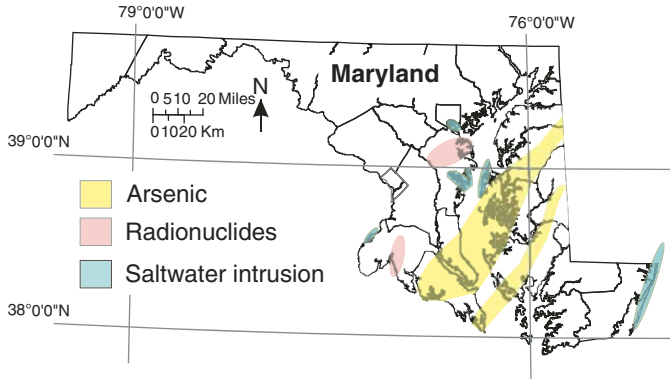 79°0'0"W
76°0'0"W
Maryland
0 5 10 20 Miles
0 10 20 Km
N
39°0'0"N
Arsenic
Radionuclides
Saltwater intrusion
38°0'0"N